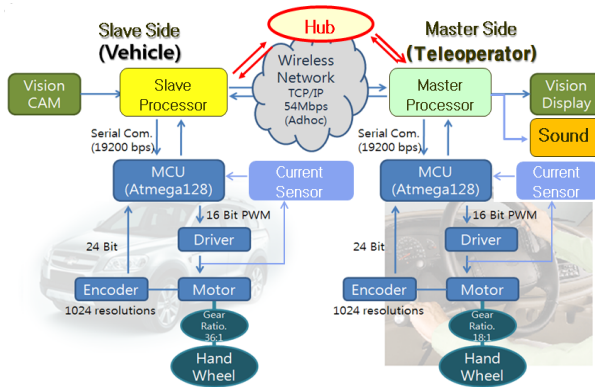 Slave Side
(Vehicle)
Hub
Master Side
(Teleoperator)
Vision
CAM
Slave
Processor
Wireless
Network
TCP/IP
54Mbps
(Adhoc)
Master
Processor
Vision
Display
Sound
Serial Com.
(19200 bps)
MCU
(Atmega128)
Current
Sensor
16 Bit PWM
24 Bit
Driver
Encoder
Motor
1024 resolutions
Gear
Ratio.
36:1
Hand
Wheel
Serial Com.
(19200 bps)
MCU
(Atmega128)
Current
Sensor
16 Bit PWM
24 Bit
Driver
Encoder
Motor
1024 resolutions
Gear
Ratio.
18:1
Hand
Wheel